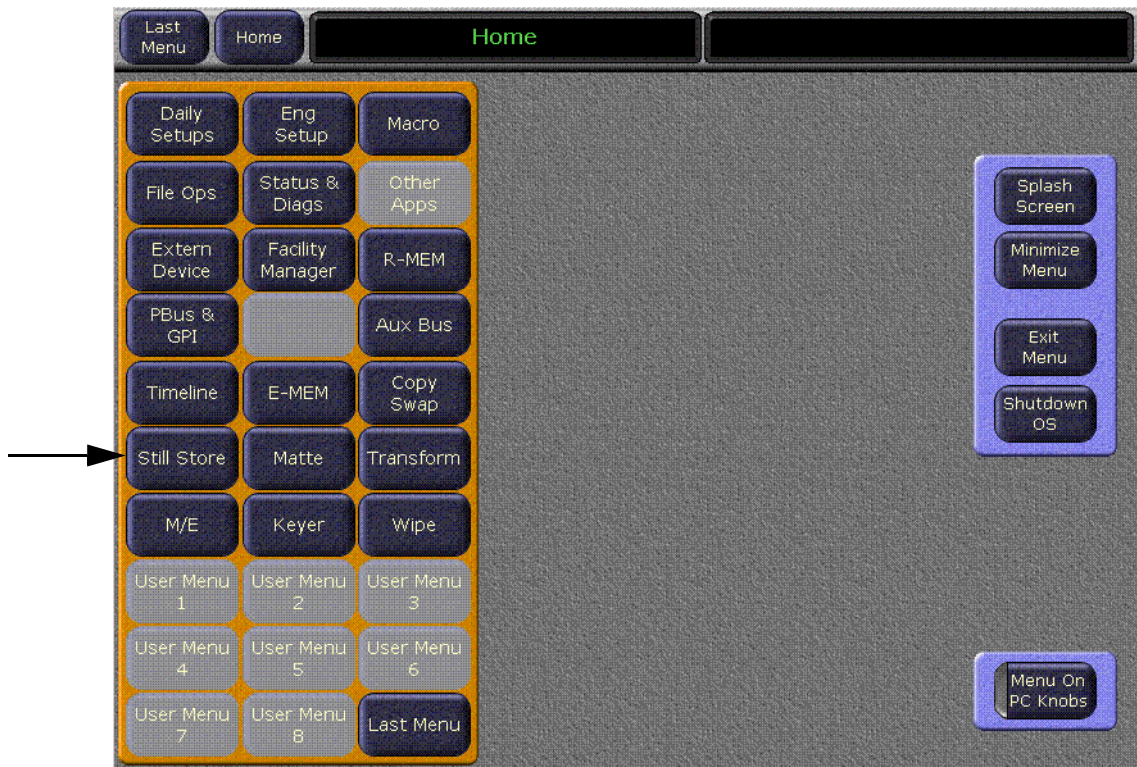 Last
Menu
Home
Home
Daily
Setups
Eng
Setup
Macro
File Ops
Status &
Diags
Other
Apps
Extern
Device
Facility
Manager
R-MEM
PBus &
GPI
Aux Bus
Timeline
E-MEM
Copy
Swap
Still Store
Matte
Transform
M/E
Keyer
Wipe
User Menu
1
User Menu
2
User Menu
3
User Menu
4
User Menu
5
User Menu
6
User Menu
7
User Menu
8
Last Menu
Splash
Screen
Minimize
Menu
Exit
Menu
Shutdown
OS
Menu On
PC Knobs